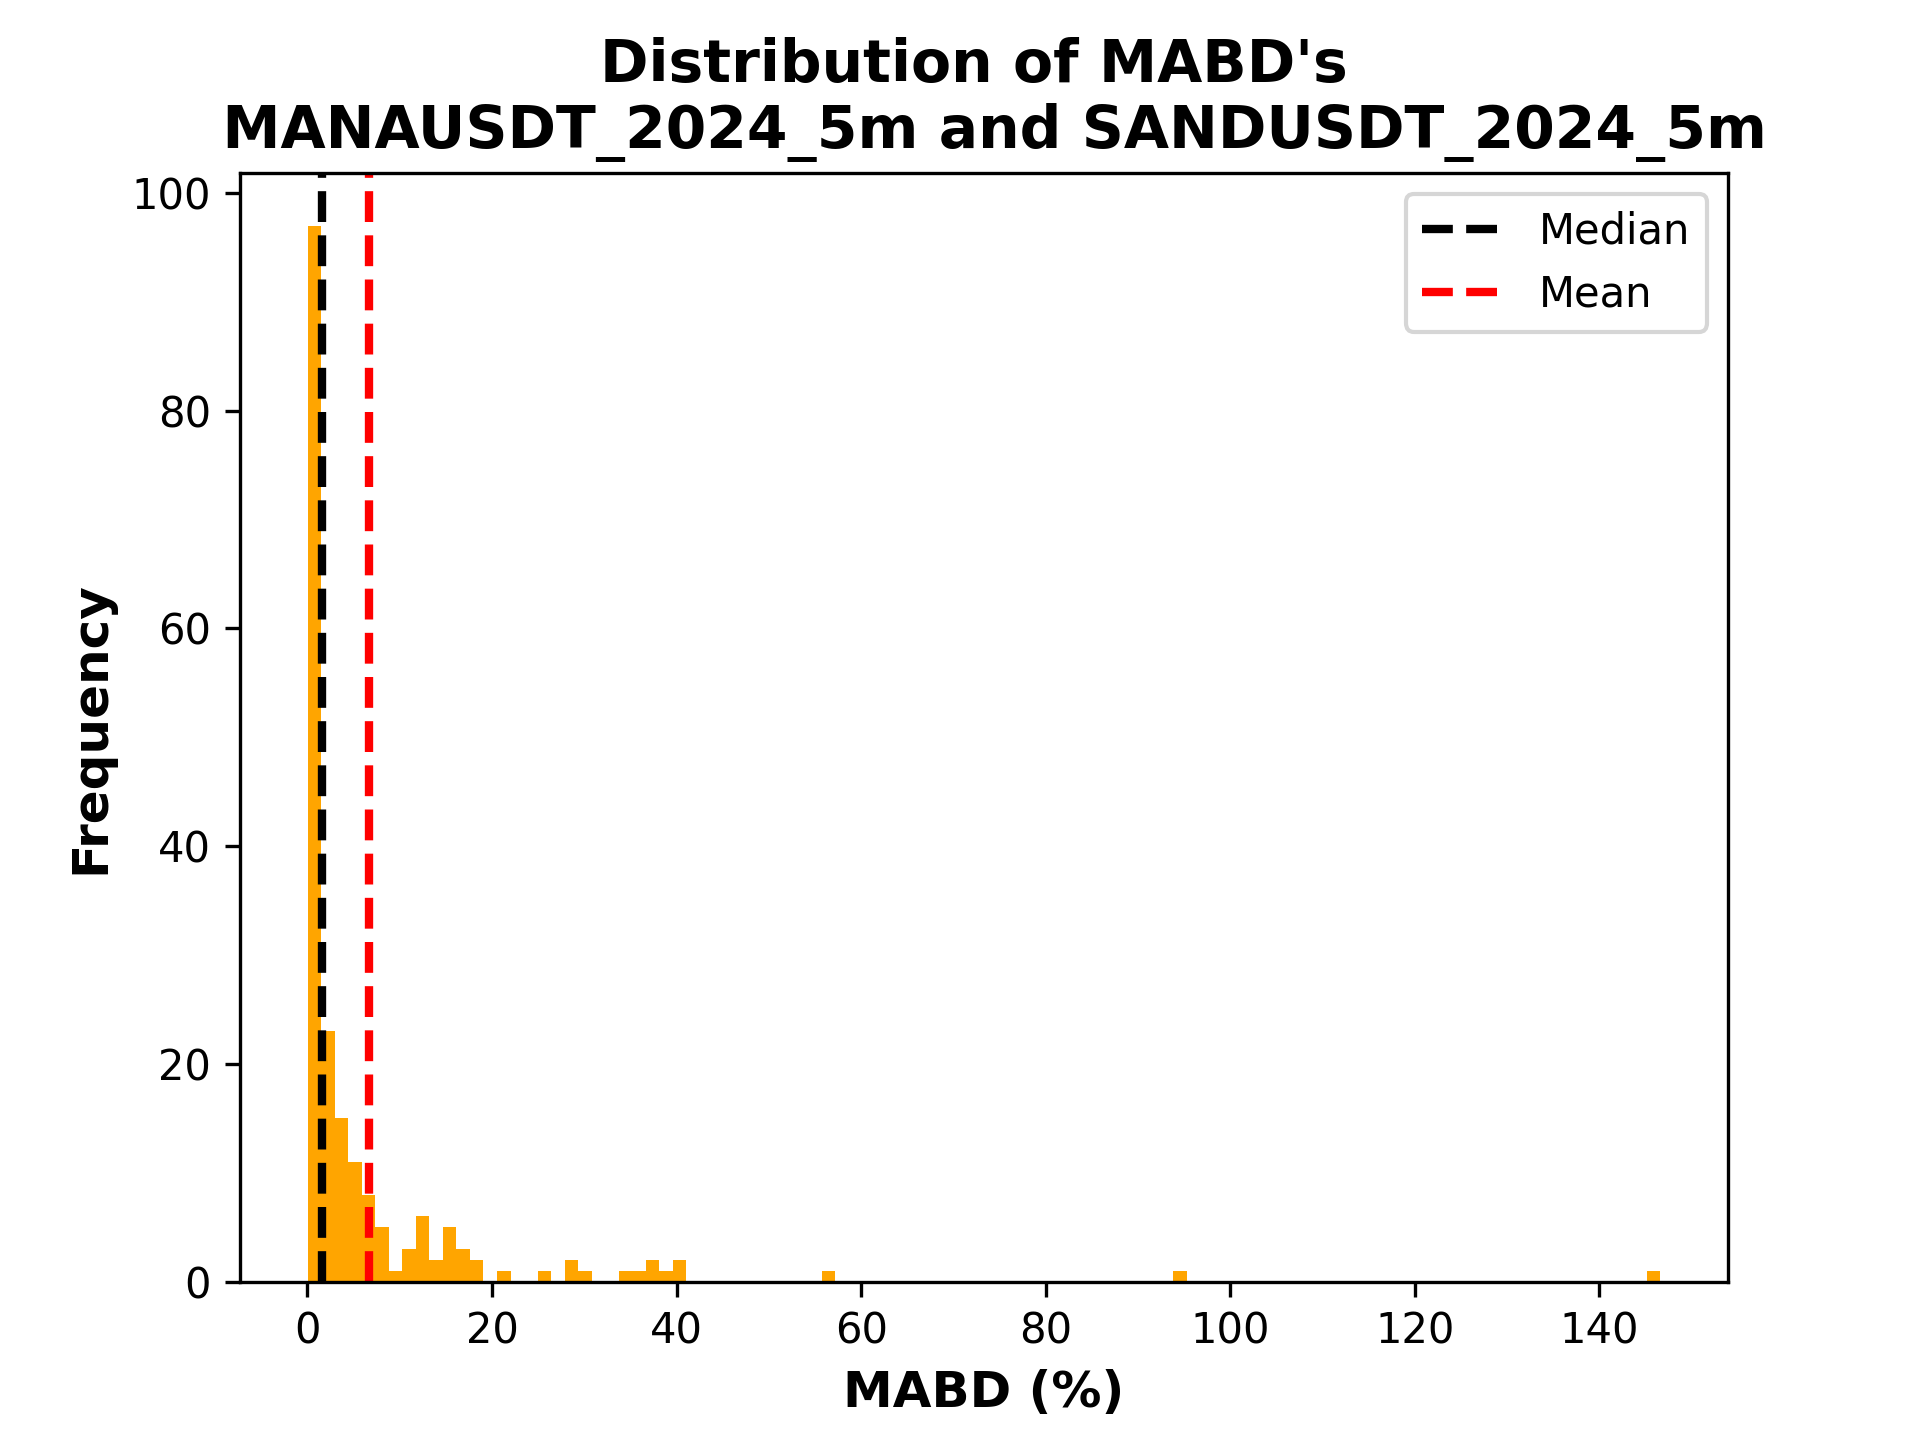 Distribution of MABD's
MANAUSDT_2024_5m and SANDUSDT_2024_5m
Median
Mean
100
80
60
40
20
0
Frequency
0 20 40 60 80 100 120 140
MABD (%)